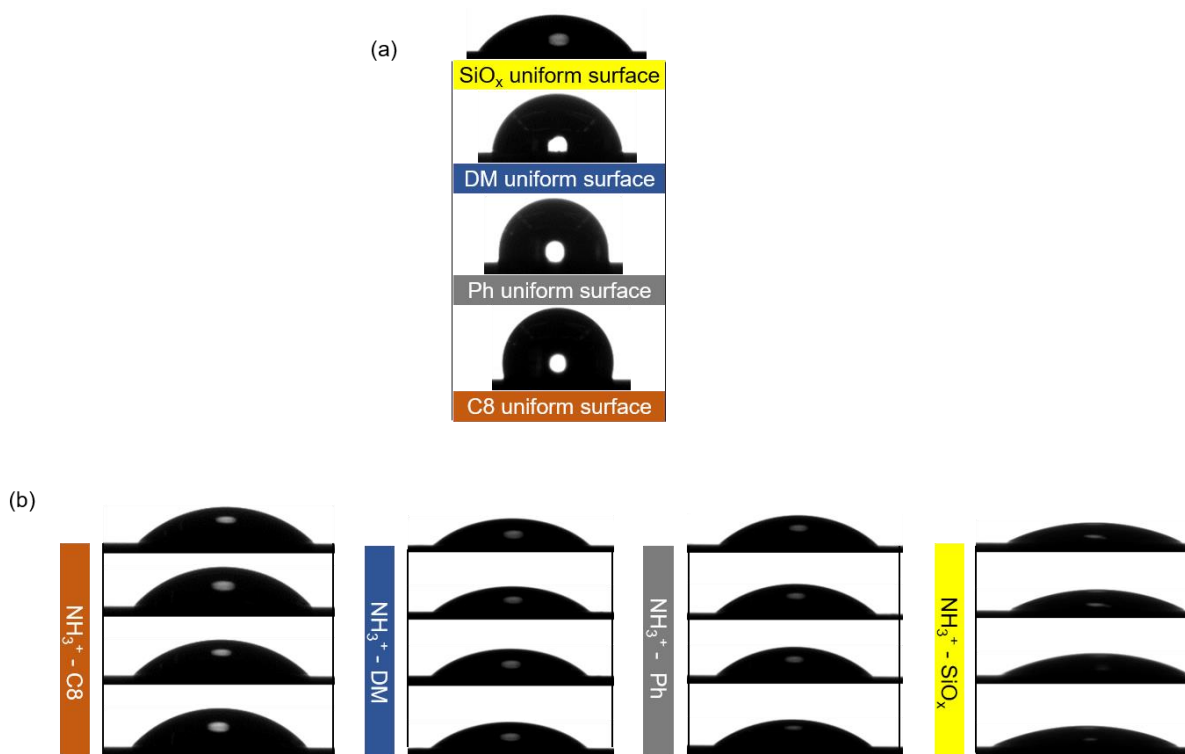 (a)
SiOₓ uniform surface
DM uniform surface
Ph uniform surface
C8 uniform surface
(b)
NH₃⁺ - C8
NH₃⁺ - DM
NH₃⁺ - Ph
NH₃⁺ - SiOₓ